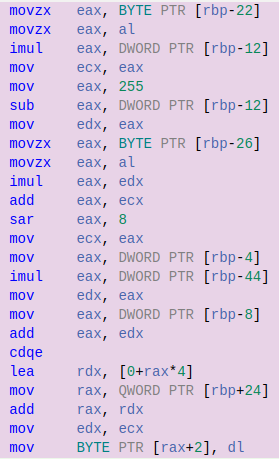 movzx eax, BYTE PTR [rbp-22]
movzx eax, al
imul eax, DWORD PTR [rbp-12]
mov ecx, eax
mov eax, 255
sub eax, DWORD PTR [rbp-12]
mov edx, eax
movzx eax, BYTE PTR [rbp-26]
movzx eax, al
imul eax, edx
add eax, ecx
sar eax, 8
mov ecx, eax
mov eax, DWORD PTR [rbp-4]
imul eax, DWORD PTR [rbp-44]
mov edx, eax
mov eax, DWORD PTR [rbp-8]
add eax, edx
cdqe
lea rdx, [0+rax*4]
mov rax, QWORD PTR [rbp+24]
add rax, rdx
mov edx, ecx
mov BYTE PTR [rax+2], dl